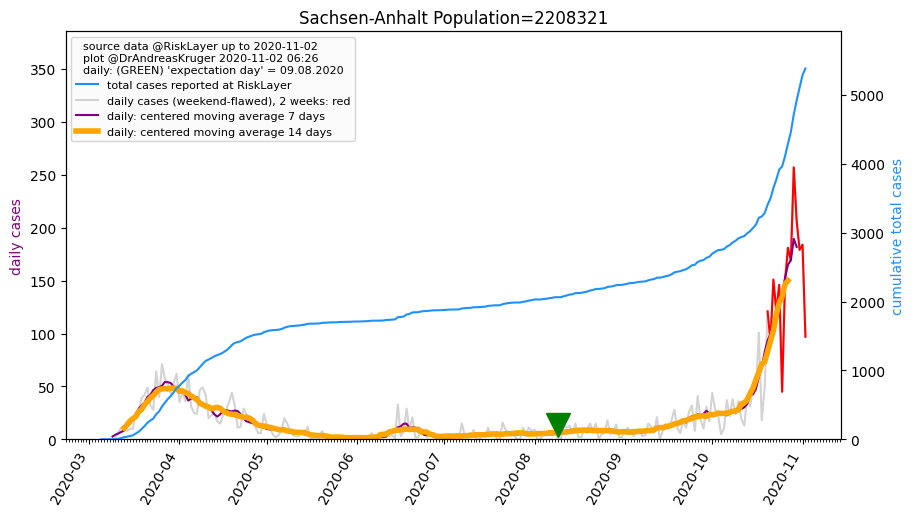 Sachsen-Anhalt Population=2208321
source data @RiskLayer up to 2020-11-02
plot @DrAndreasKruger 2020-11-02 06:26
daily: (GREEN) 'expectation day' = 09.08.2020
total cases reported at RiskLayer
daily cases (weekend-flawed), 2 weeks: red
daily: centered moving average 7 days
daily: centered moving average 14 days
daily cases
350
300
250
200
150
100
50
0
cumulative total cases
5000
4000
3000
2000
1000
0
2020-03
2020-04
2020-05
2020-06
2020-07
2020-08
2020-09
2020-10
2020-11